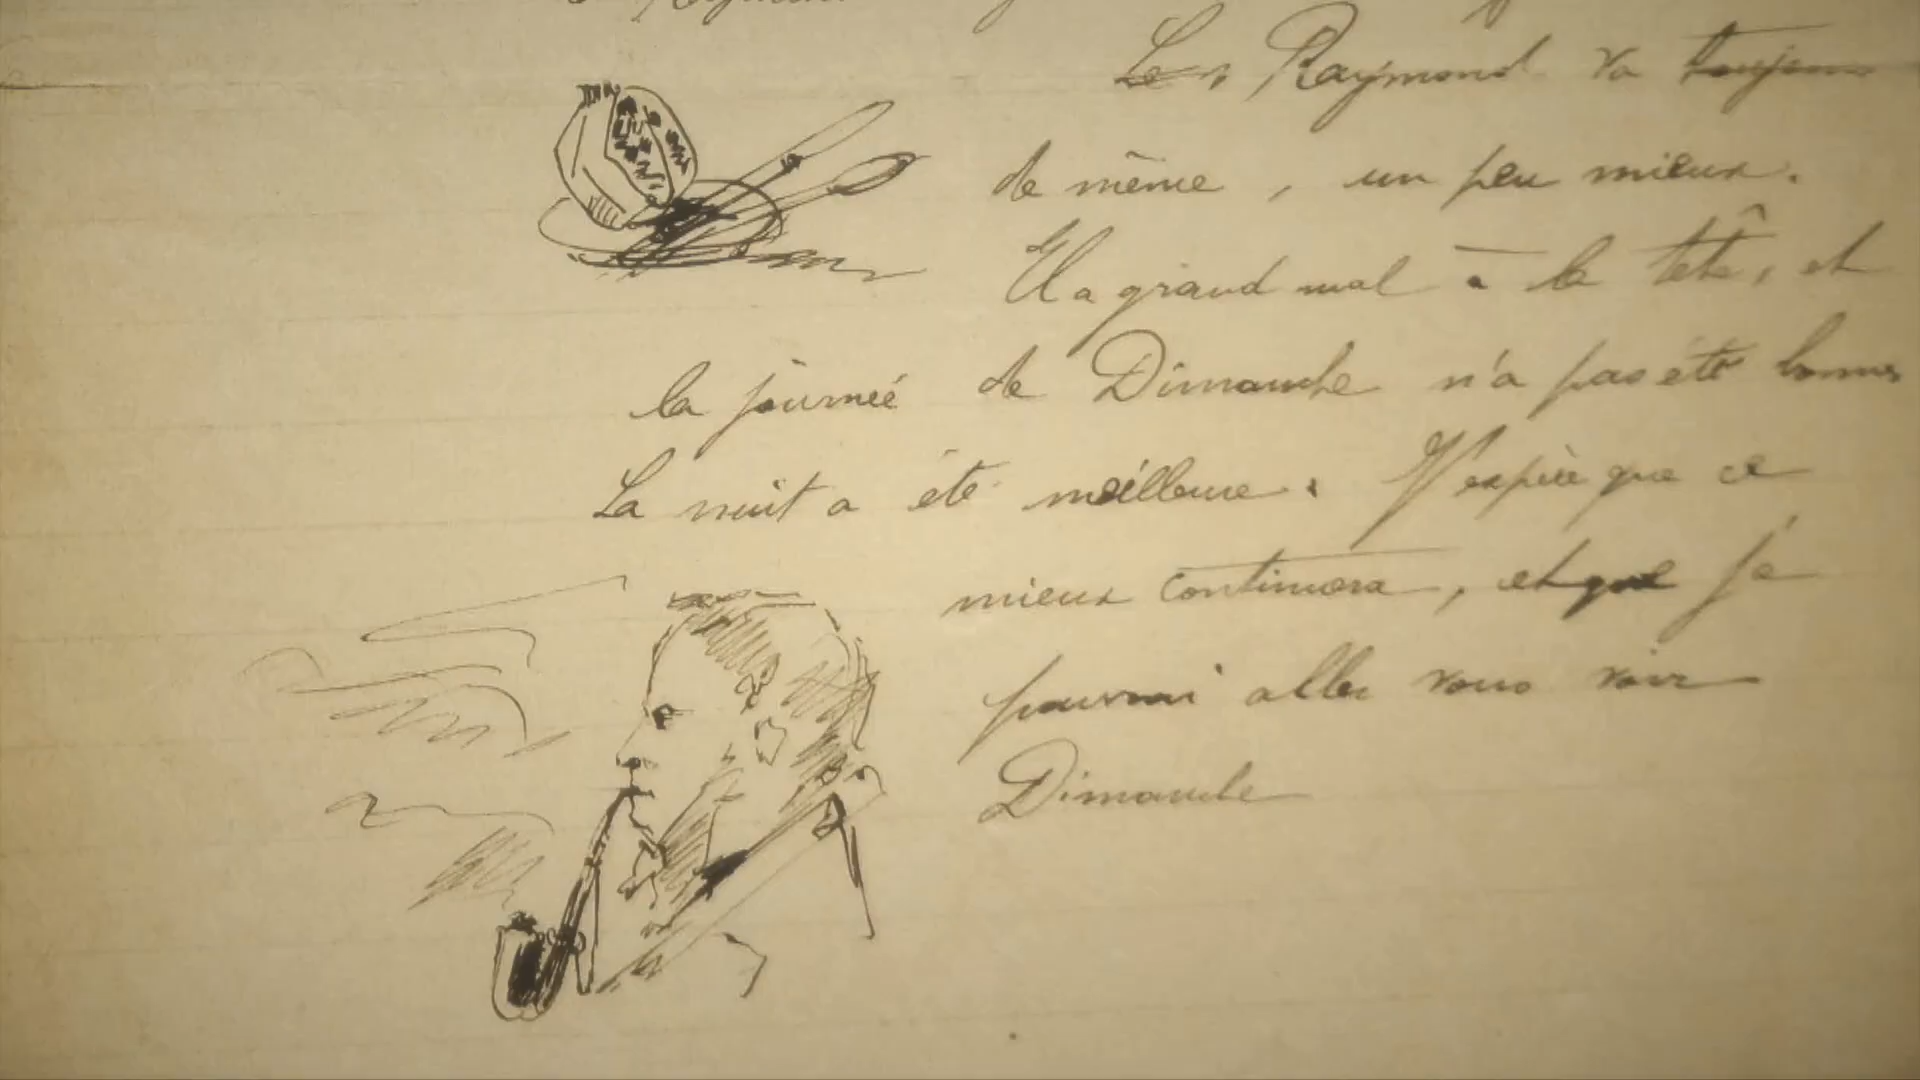 Raymond va toujours
de même, un peu mieux.
Il a grand mal à la tête, et
la journée de Dimanche n'a pas été bonne
La nuit a été meilleure. J'espère que ce
mieux continuera, et que je
pourrai aller vous voir
Dimanche